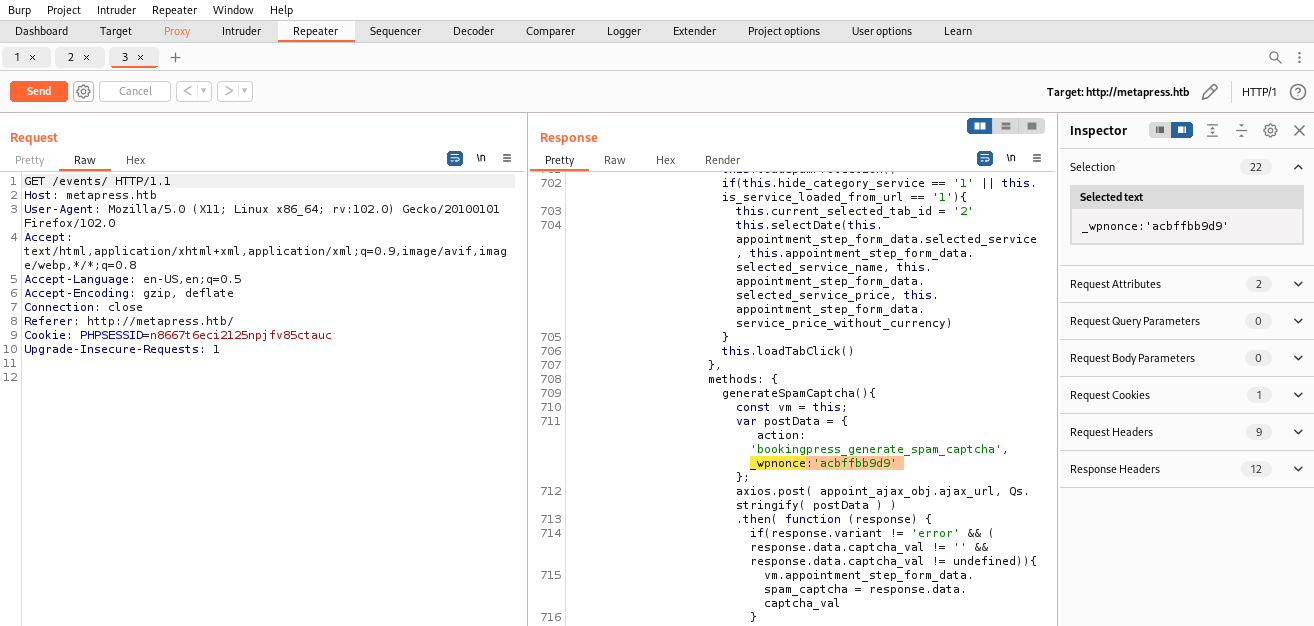 Burp Project Intruder Repeater Window Help
Dashboard Target Proxy Intruder Repeater Sequencer Decoder Comparer Logger Extender Project options User options Learn
1 × 2 × 3 × +
Send Cancel < > Target: http://metapress.htb HTTP/1 ?
Request
Pretty Raw Hex \n
1 GET /events/ HTTP/1.1
2 Host: metapress.htb
3 User-Agent: Mozilla/5.0 (X11; Linux x86_64; rv:102.0) Gecko/20100101
Firefox/102.0
4 Accept:
text/html,application/xhtml+xml,application/xml;q=0.9,image/avif,imag
e/webp,*/*;q=0.8
5 Accept-Language: en-US,en;q=0.5
6 Accept-Encoding: gzip, deflate
7 Connection: close
8 Referer: http://metapress.htb/
9 Cookie: PHPSESSID=n8667t6eci2125npjfv85ctauc
10 Upgrade-Insecure-Requests: 1
11
12
Response
Pretty Raw Hex Render \n
702 if(this.hide_category_service == '1' || this.
is_service_loaded_from_url == '1'){
703 this.current_selected_tab_id = '2'
704 this.selectDate(this.
appointment_step_form_data.selected_service
, this.appointment_step_form_data.
selected_service_name, this.
appointment_step_form_data.
selected_service_price, this.
appointment_step_form_data.
service_price_without_currency)
705 }
706 this.loadTabClick()
707 },
708 methods: {
709 generateSpamCaptcha(){
710 const vm = this;
711 var postData = {
action:
'bookingpress_generate_spam_captcha',
_wpnonce:'acbffbb9d9'
};
712 axios.post( appoint_ajax_obj.ajax_url, Qs.
stringify( postData ) )
713 .then( function (response) {
714 if(response.variant != 'error' && (
response.data.captcha_val != '' &&
response.data.captcha_val != undefined)){
715 vm.appointment_step_form_data.
spam_captcha = response.data.
captcha_val
716 }
Inspector
Selection 22
Selected text
_wpnonce:'acbffbb9d9'
Request Attributes 2
Request Query Parameters 0
Request Body Parameters 0
Request Cookies 1
Request Headers 9
Response Headers 12